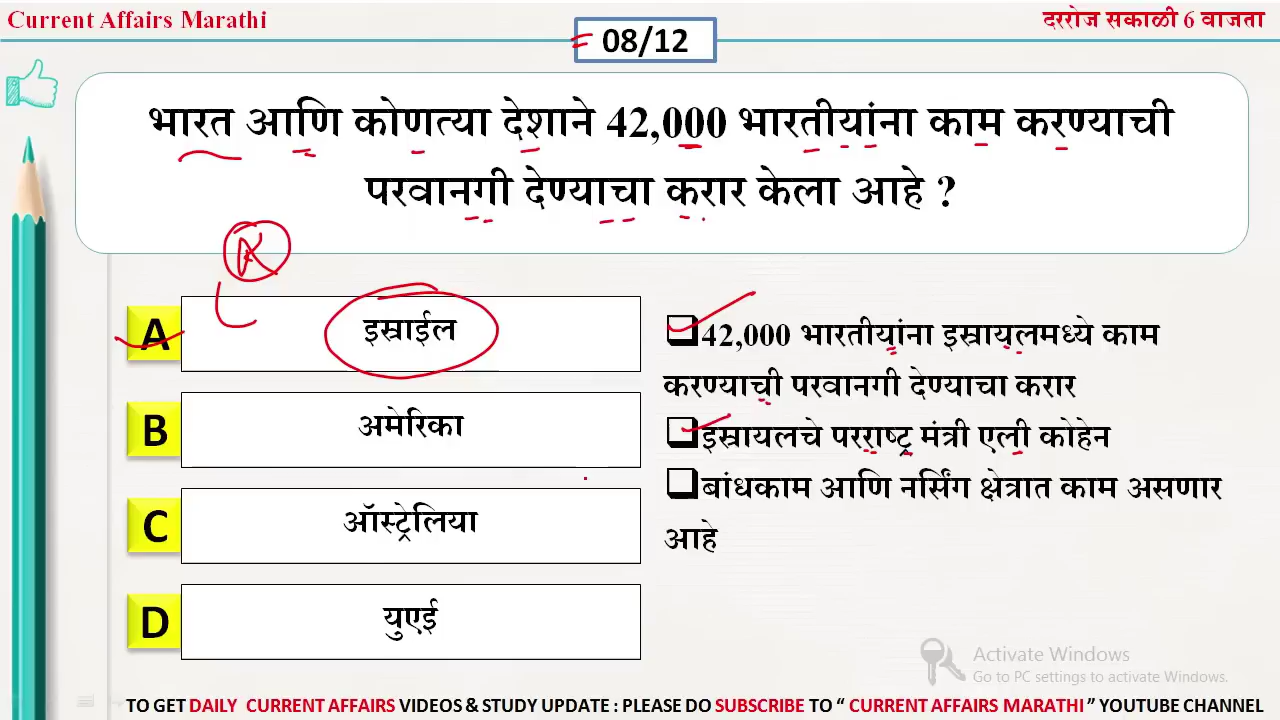 Current Affairs Marathi
दररोज सकाळी 6 वाजता
08/12
भारत आणि कोणत्या देशाने 42,000 भारतीयांना काम करण्याची
परवानगी देण्याचा करार केला आहे ?
A
इस्राईल
B
अमेरिका
C
ऑस्ट्रेलिया
D
युएई
42,000 भारतीयांना इस्रायलमध्ये काम
करण्याची परवानगी देण्याचा करार
इस्रायलचे परराष्ट्र मंत्री एली कोहेन
बांधकाम आणि नर्सिंग क्षेत्रात काम असणार
आहे
Activate Windows
Go to PC settings to activate Windows.
TO GET DAILY CURRENT AFFAIRS VIDEOS & STUDY UPDATE : PLEASE DO SUBSCRIBE TO “ CURRENT AFFAIRS MARATHI ” YOUTUBE CHANNEL